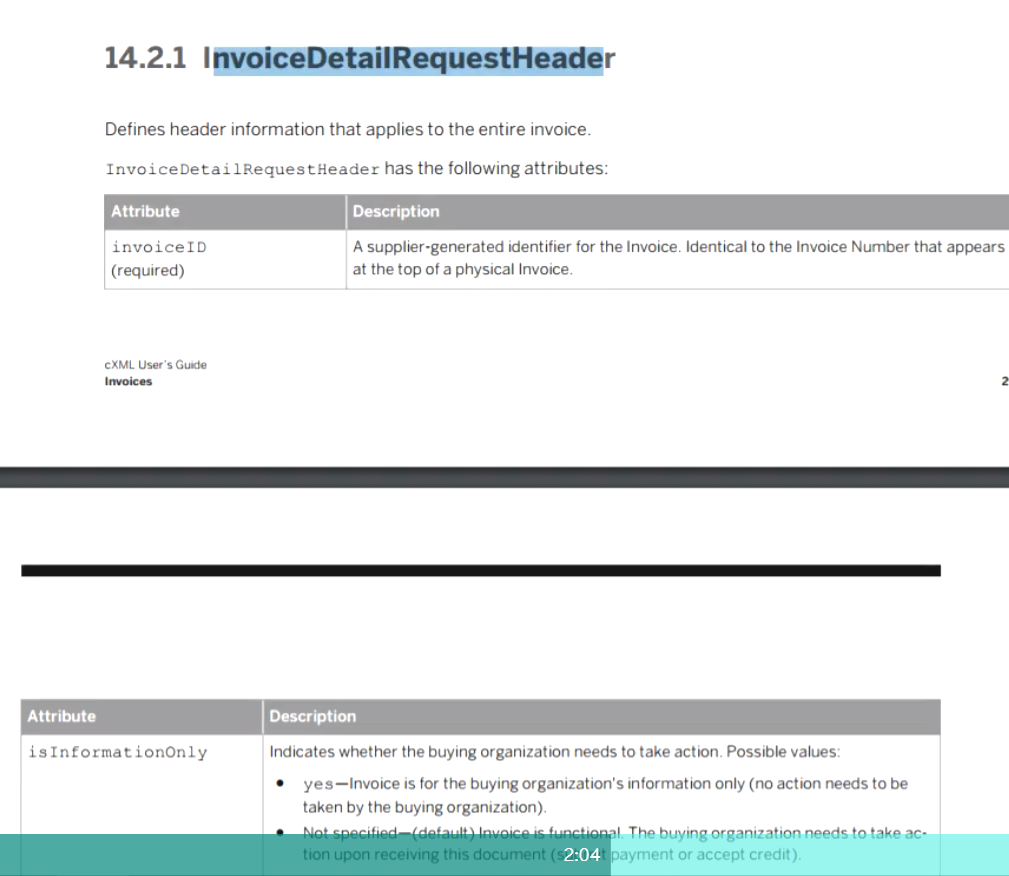 14.2.1 InvoiceDetailRequestHeader
Defines header information that applies to the entire invoice.
InvoiceDetailRequestHeader has the following attributes:
Attribute Description
invoiceID A supplier-generated identifier for the Invoice. Identical to the Invoice Number that appears
(required) at the top of a physical Invoice.
cXML User's Guide
Invoices 2
Attribute Description
isInformationOnly Indicates whether the buying organization needs to take action. Possible values:
• yes—Invoice is for the buying organization's information only (no action needs to be
taken by the buying organization).
• Not specified—(default) Invoice is functional. The buying organization needs to take ac-
tion upon receiving this document ( payment or accept credit).
2:04